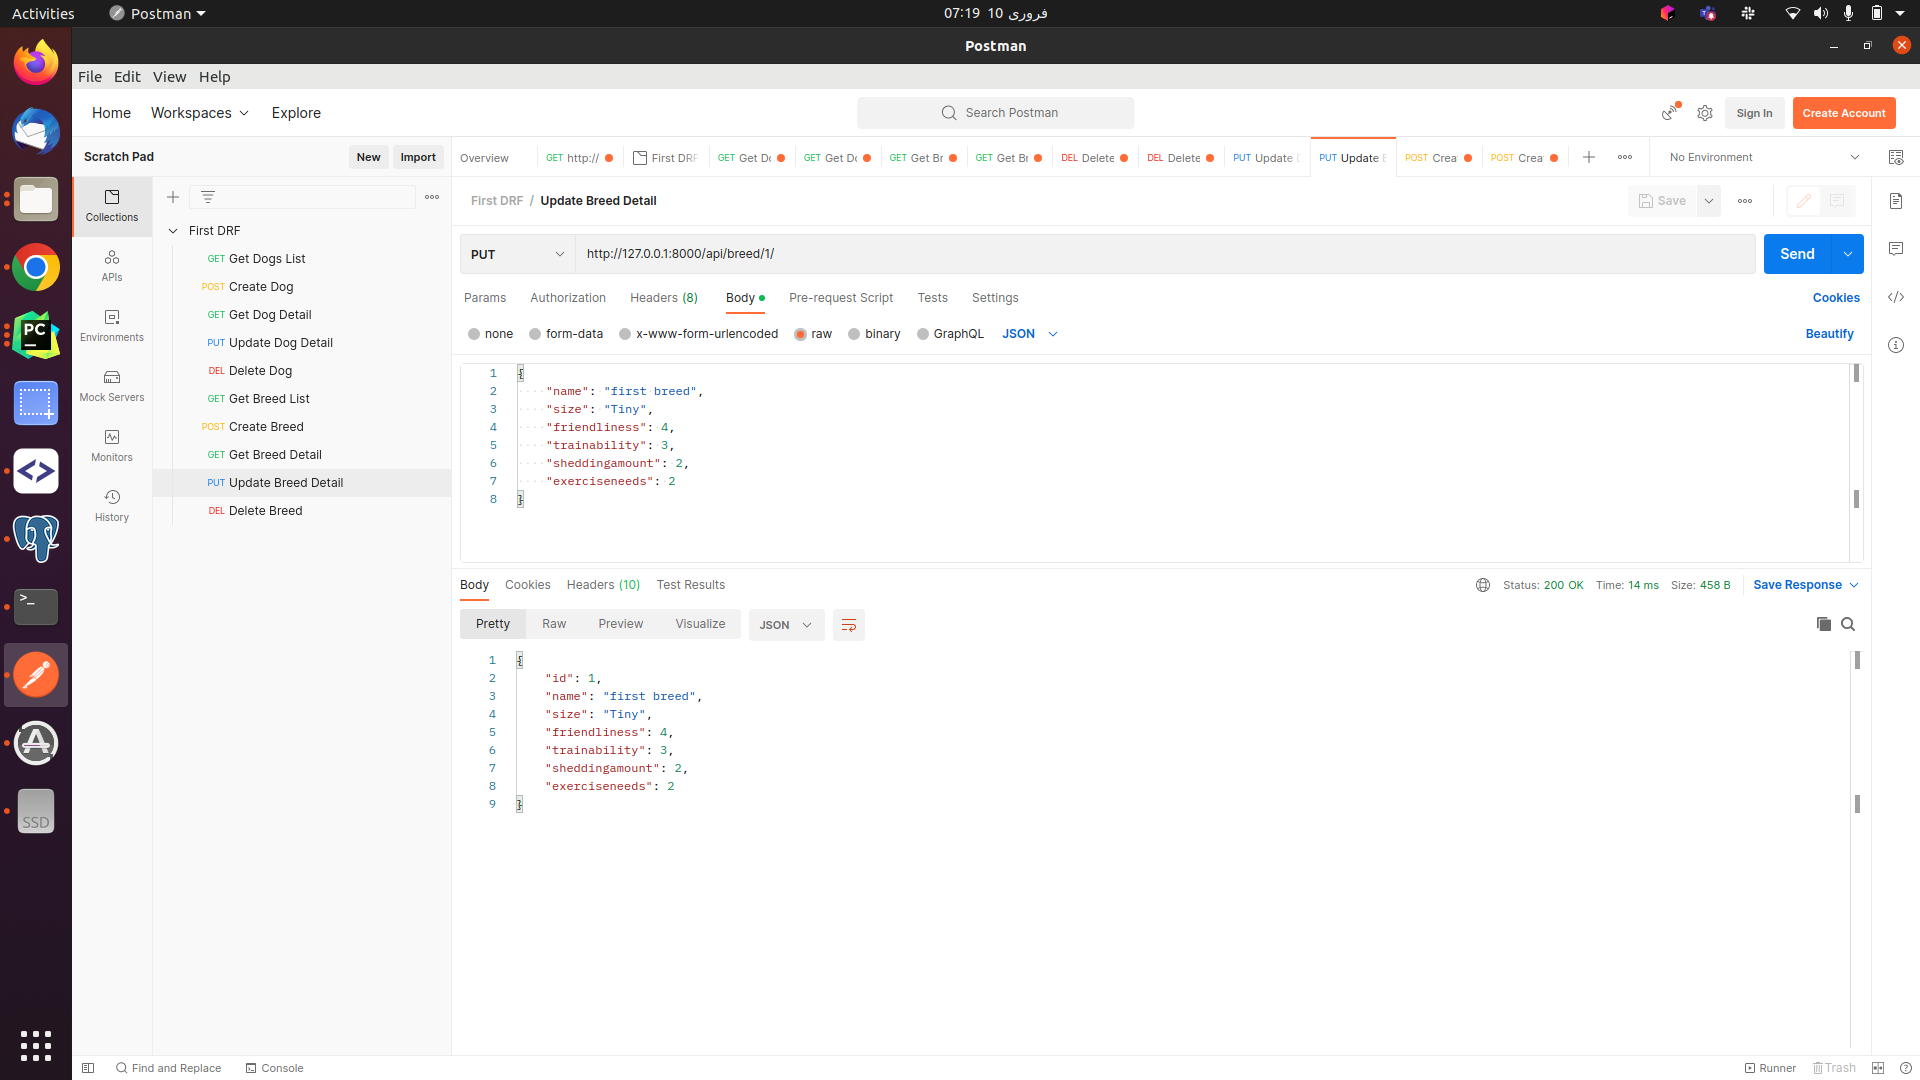 Activities
Postman
07:19 10 فروری
Postman
File Edit View Help
Home Workspaces Explore
Search Postman
Sign In
Create Account
Scratch Pad
New
Import
Overview
GET http://
First DRF
GET Get Do
GET Get Do
GET Get Br
GET Get Br
DEL Delete
DEL Delete
PUT Update
PUT Update
POST Crea
POST Crea
No Environment
Collections
APIs
Environments
Mock Servers
Monitors
History
First DRF
GET Get Dogs List
POST Create Dog
GET Get Dog Detail
PUT Update Dog Detail
DEL Delete Dog
GET Get Breed List
POST Create Breed
GET Get Breed Detail
PUT Update Breed Detail
DEL Delete Breed
First DRF / Update Breed Detail
Save
PUT
http://127.0.0.1:8000/api/breed/1/
Send
Params Authorization Headers (8) Body Pre-request Script Tests Settings
Cookies
none form-data x-www-form-urlencoded raw binary GraphQL JSON
Beautify
1 {
2 "name": "first breed",
3 "size": "Tiny",
4 "friendliness": 4,
5 "trainability": 3,
6 "sheddingamount": 2,
7 "exerciseneeds": 2
8 }
Body Cookies Headers (10) Test Results
Status: 200 OK Time: 14 ms Size: 458 B
Save Response
Pretty Raw Preview Visualize JSON
1 {
2 "id": 1,
3 "name": "first breed",
4 "size": "Tiny",
5 "friendliness": 4,
6 "trainability": 3,
7 "sheddingamount": 2,
8 "exerciseneeds": 2
9 }
PC
SSD
Find and Replace
Console
Runner
Trash